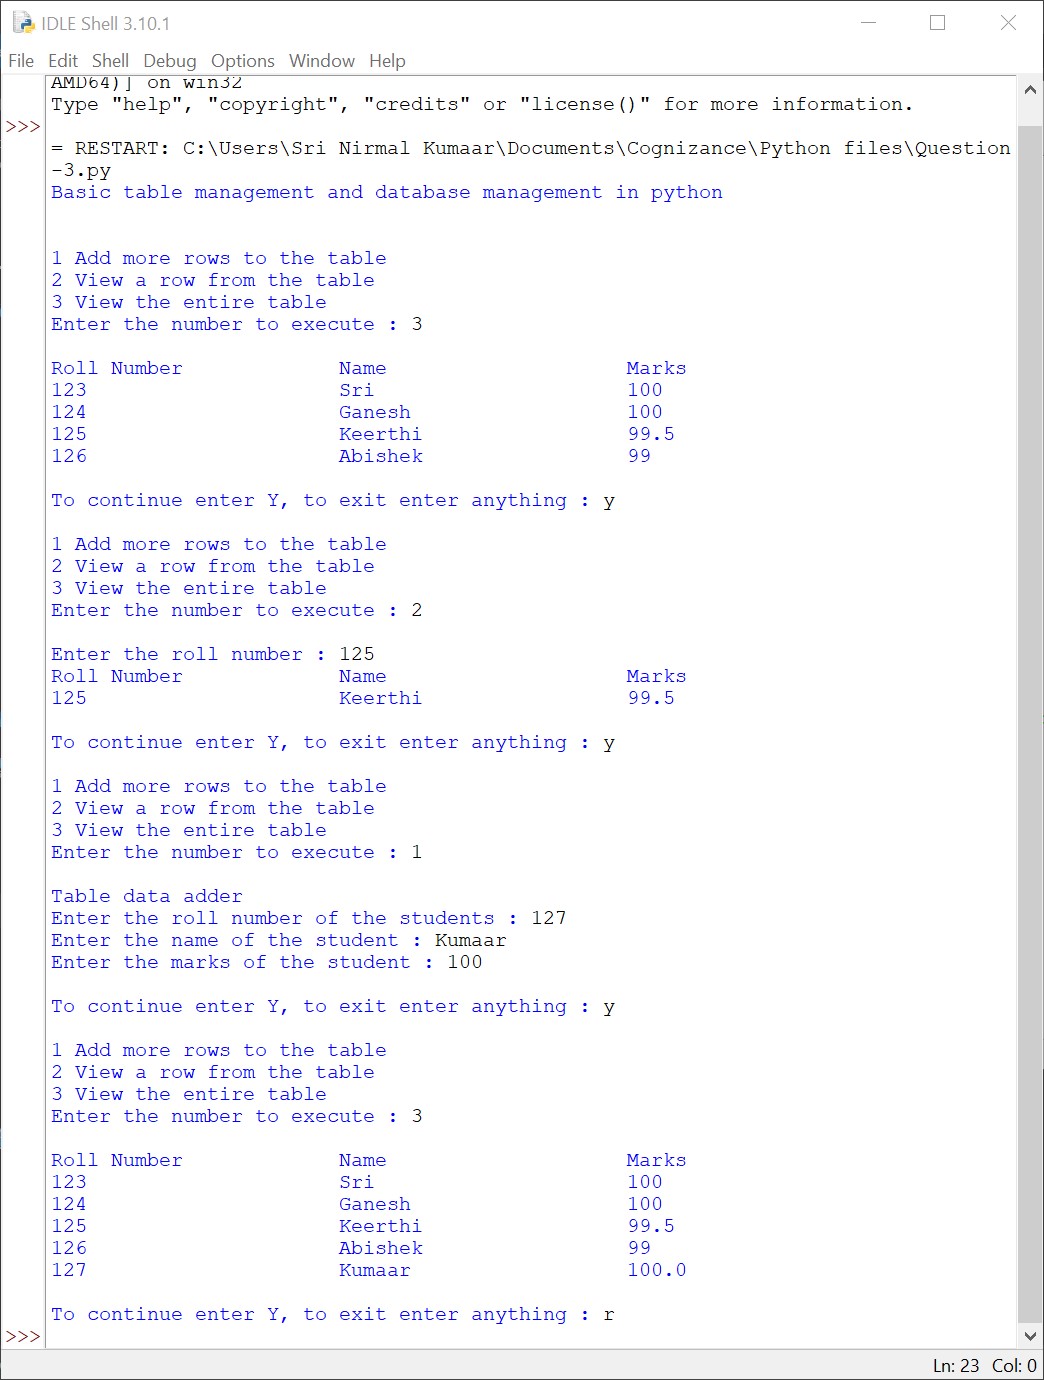 IDLE Shell 3.10.1
File Edit Shell Debug Options Window Help
AMD64)] on win32
Type "help", "copyright", "credits" or "license()" for more information.
>>>
= RESTART: C:\Users\Sri Nirmal Kumaar\Documents\Cognizance\Python files\Question
-3.py
Basic table management and database management in python
1 Add more rows to the table
2 View a row from the table
3 View the entire table
Enter the number to execute : 3
Roll Number Name Marks
123 Sri 100
124 Ganesh 100
125 Keerthi 99.5
126 Abishek 99
To continue enter Y, to exit enter anything : y
1 Add more rows to the table
2 View a row from the table
3 View the entire table
Enter the number to execute : 2
Enter the roll number : 125
Roll Number Name Marks
125 Keerthi 99.5
To continue enter Y, to exit enter anything : y
1 Add more rows to the table
2 View a row from the table
3 View the entire table
Enter the number to execute : 1
Table data adder
Enter the roll number of the students : 127
Enter the name of the student : Kumaar
Enter the marks of the student : 100
To continue enter Y, to exit enter anything : y
1 Add more rows to the table
2 View a row from the table
3 View the entire table
Enter the number to execute : 3
Roll Number Name Marks
123 Sri 100
124 Ganesh 100
125 Keerthi 99.5
126 Abishek 99
127 Kumaar 100.0
To continue enter Y, to exit enter anything : r
>>>
Ln: 23 Col: 0